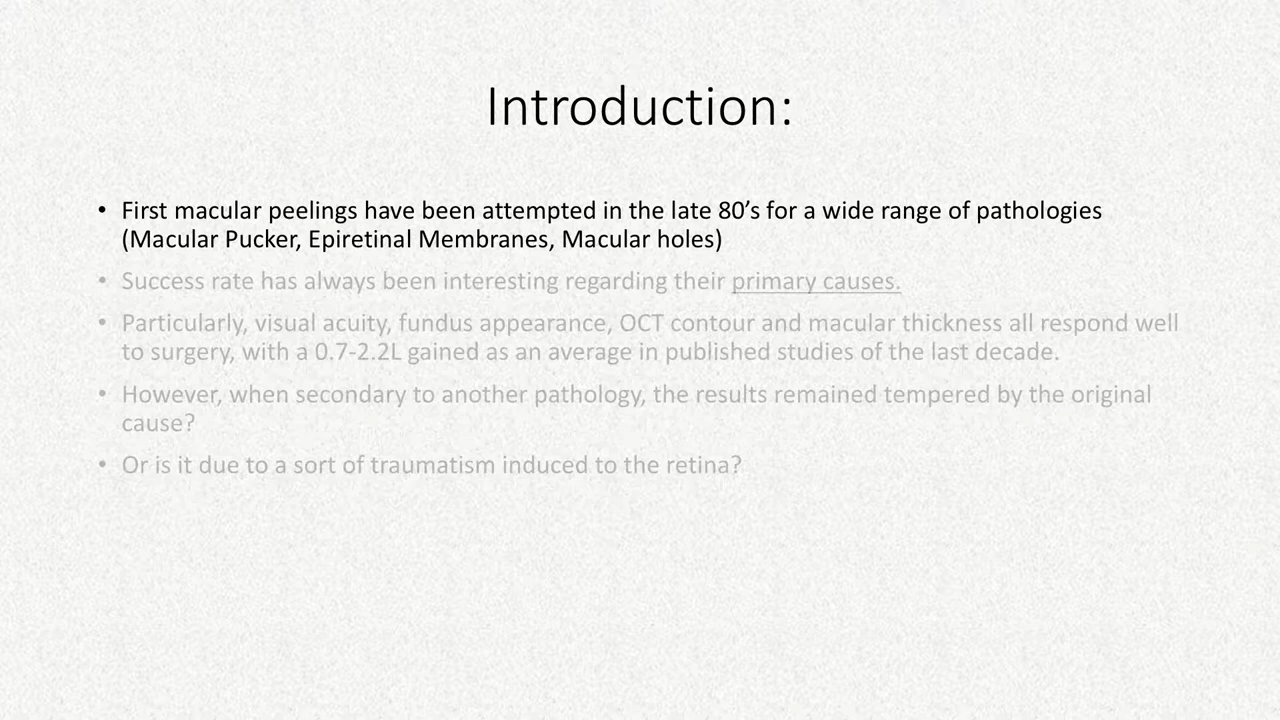 Introduction:
• First macular peelings have been attempted in the late 80’s for a wide range of pathologies
(Macular Pucker, Epiretinal Membranes, Macular holes)
• Success rate has always been interesting regarding their primary causes.
• Particularly, visual acuity, fundus appearance, OCT contour and macular thickness all respond well
to surgery, with a 0.7-2.2L gained as an average in published studies of the last decade.
• However, when secondary to another pathology, the results remained tempered by the original
cause?
• Or is it due to a sort of traumatism induced to the retina?